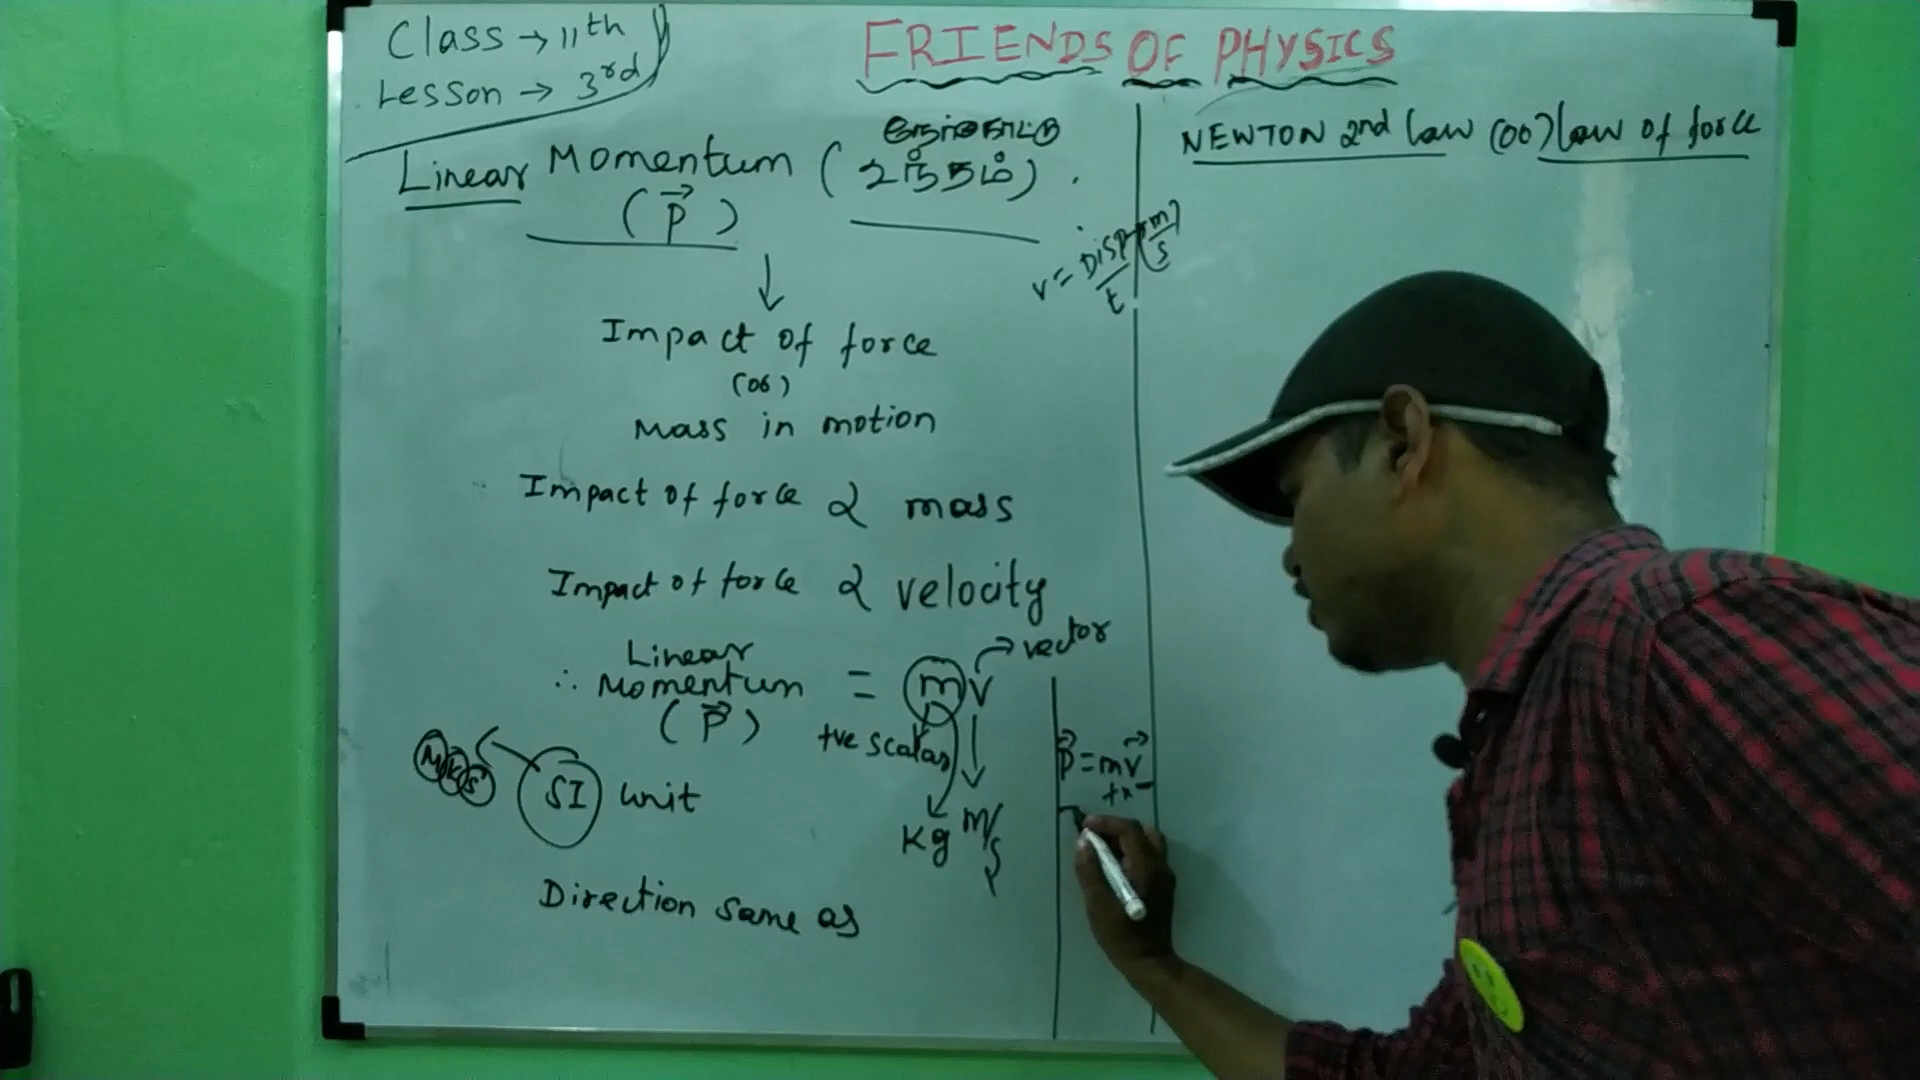 Class → 11th
Lesson → 3rd
FRIENDS OF PHYSICS
நேர்கோட்டு
Linear Momentum ( உந்தம் ) .
( p⃗ )
↓
Impact of force
(or)
Mass in motion
Impact of force α mass
Impact of force α velocity
Linear
∴ Momentum = mv → vector
( P⃗ )
+ve scalar
MKS SI unit
Kg m/s
Direction same as
v = Disp/t (m/s)
P⃗ = mv⃗
NEWTON 2nd law (or) law of force